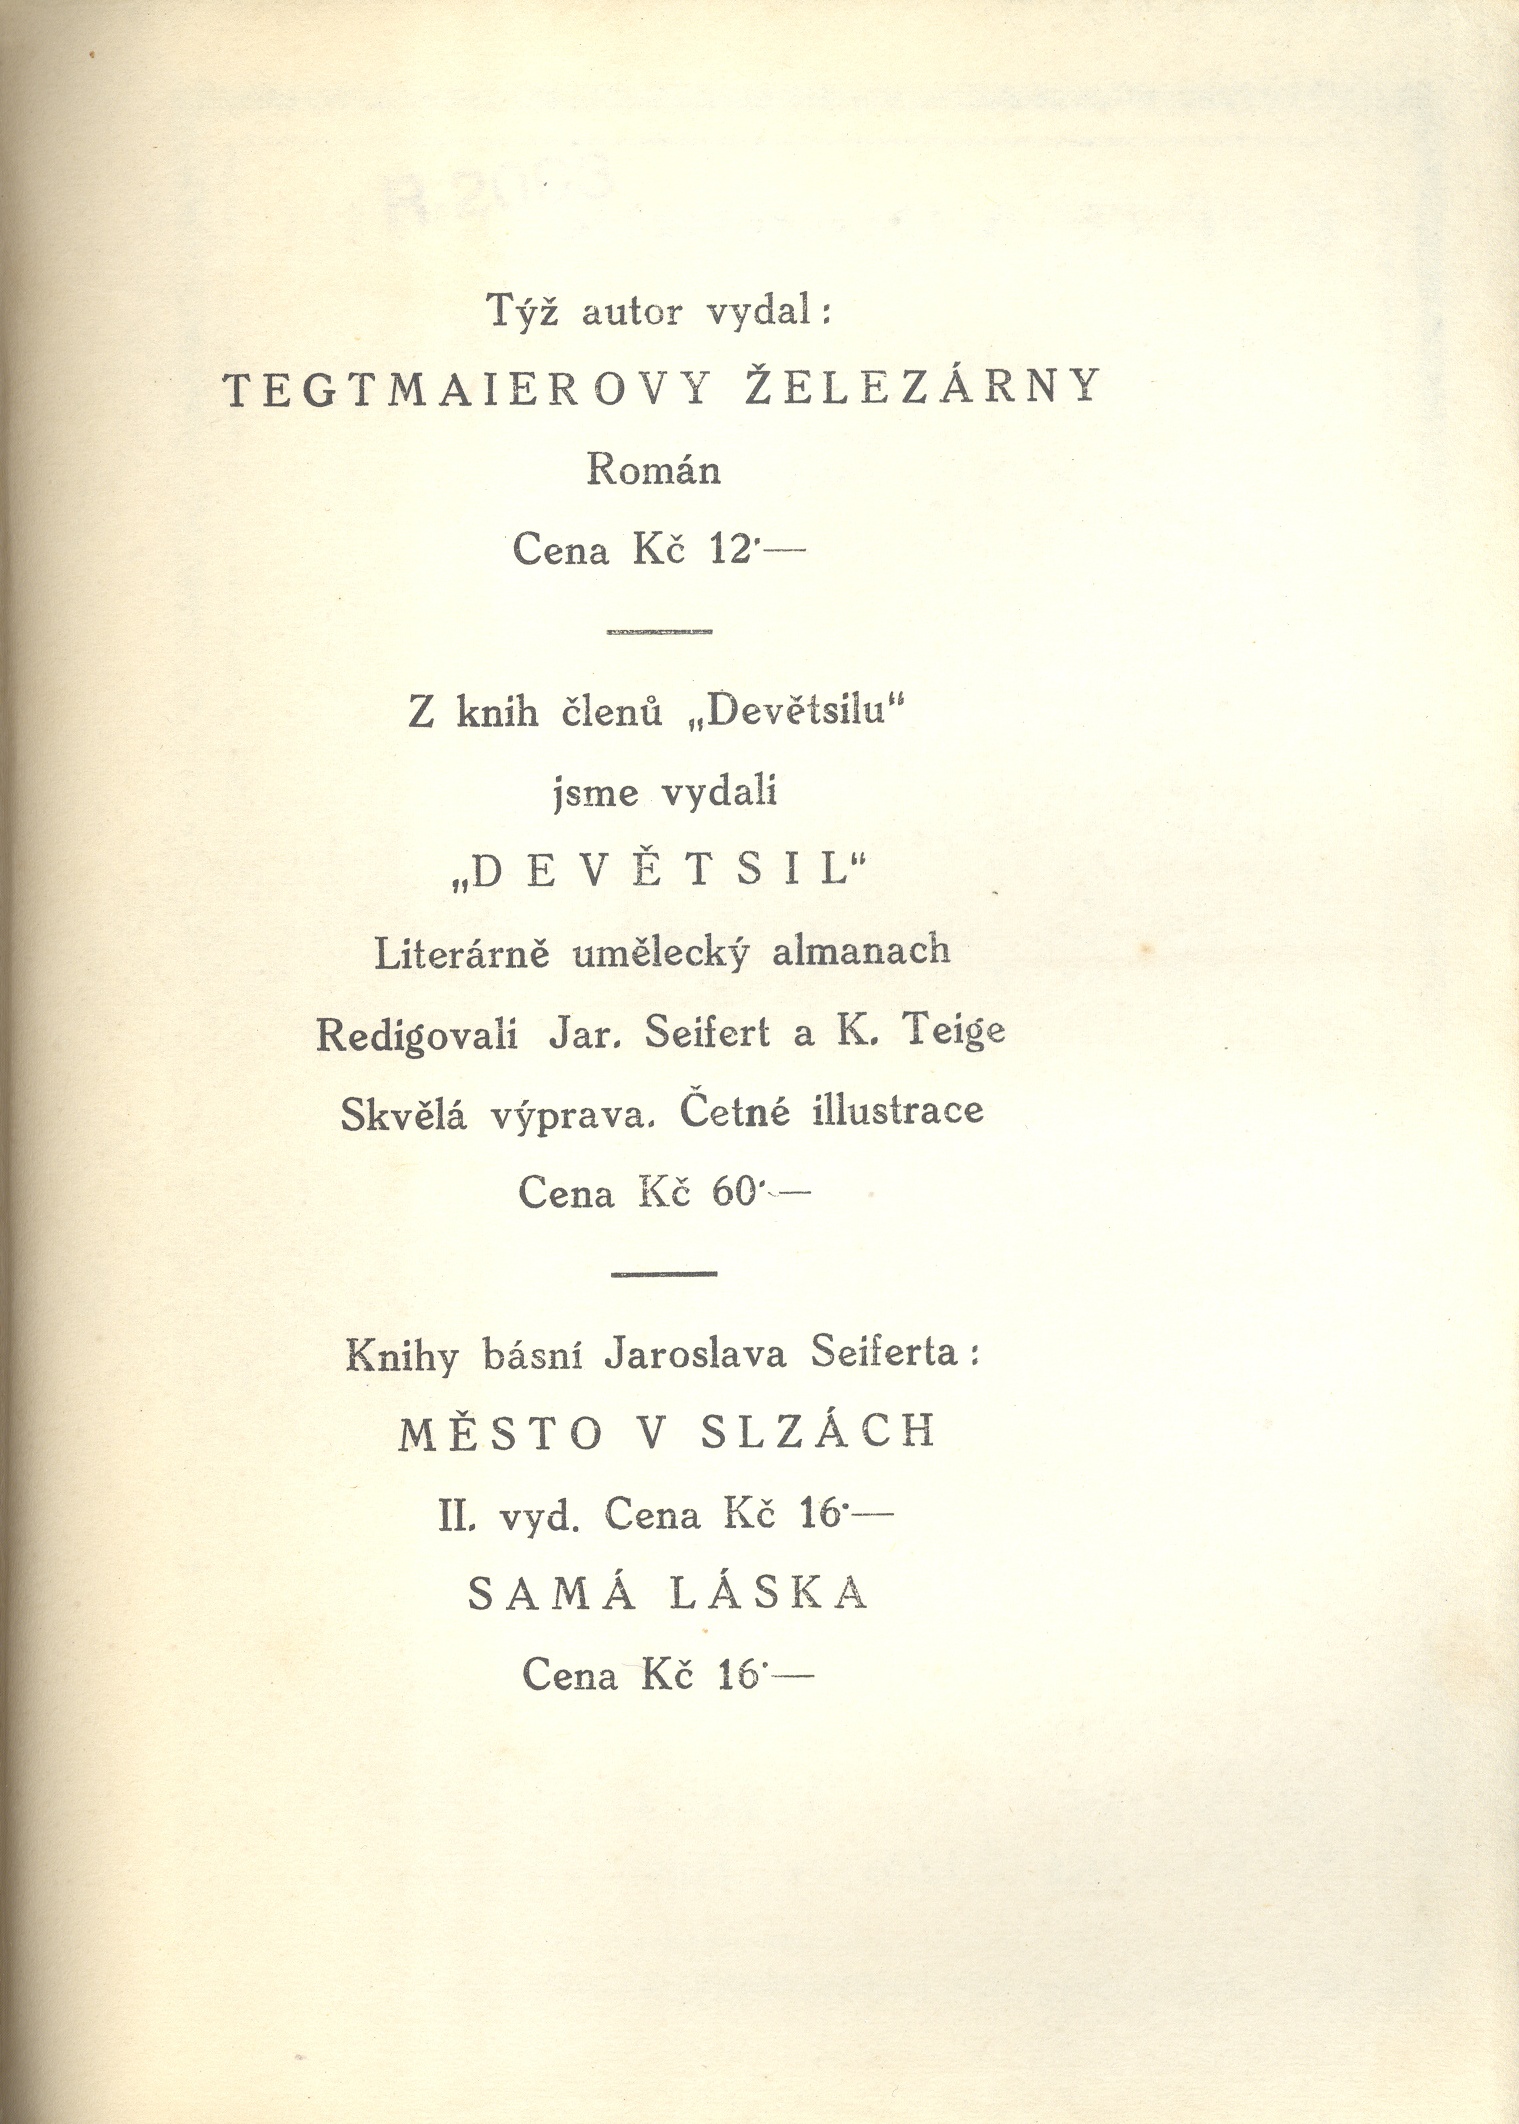 Týž autor vydal:
TEGTMAIEROVY ŽELEZÁRNY
Román
Cena Kč 12·—
Z knih členů „Devětsilu“
jsme vydali
„DEVĚTSIL“
Literárně umělecký almanach
Redigovali Jar. Seifert a K. Teige
Skvělá výprava. Četné illustrace
Cena Kč 60·—
Knihy básní Jaroslava Seiferta:
MĚSTO V SLZÁCH
II. vyd. Cena Kč 16·—
SAMÁ LÁSKA
Cena Kč 16·—